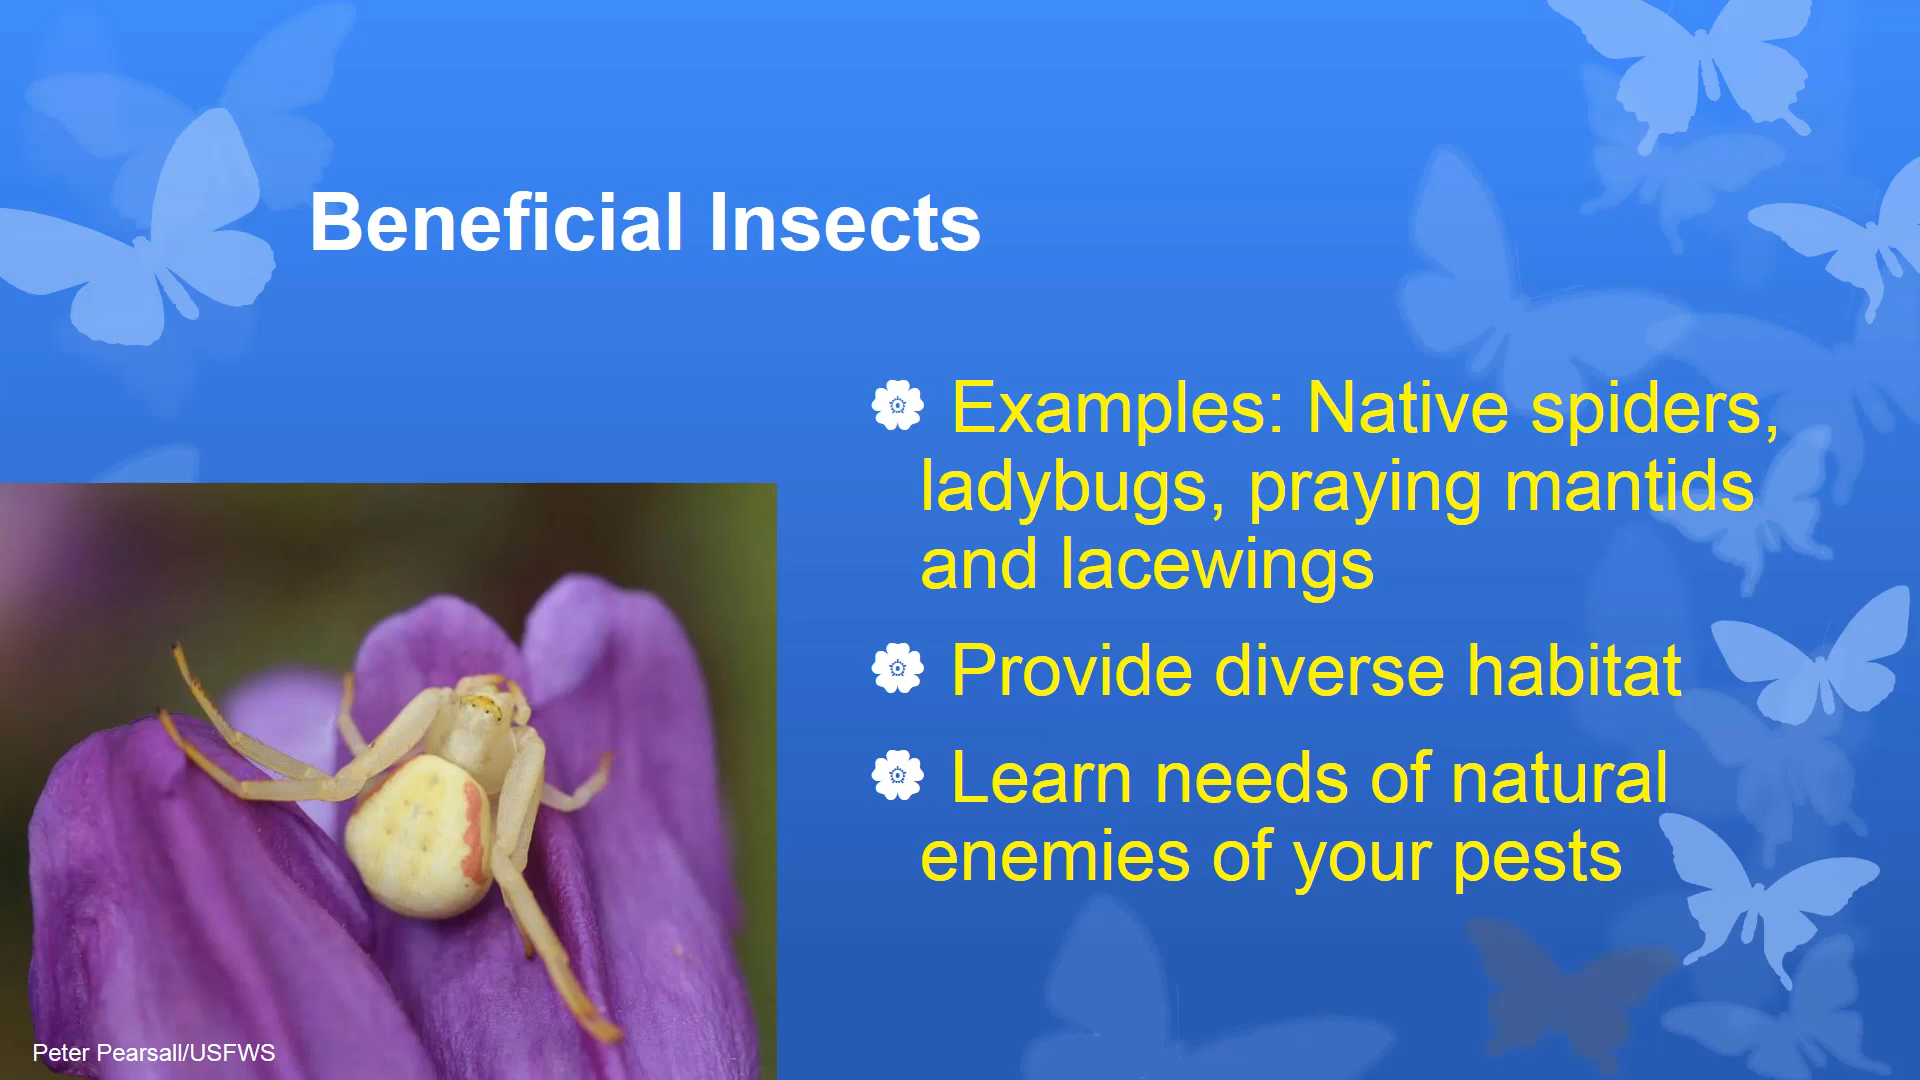 Beneficial Insects
Examples: Native spiders,
ladybugs, praying mantids
and lacewings
Provide diverse habitat
Learn needs of natural
enemies of your pests
Peter Pearsall/USFWS